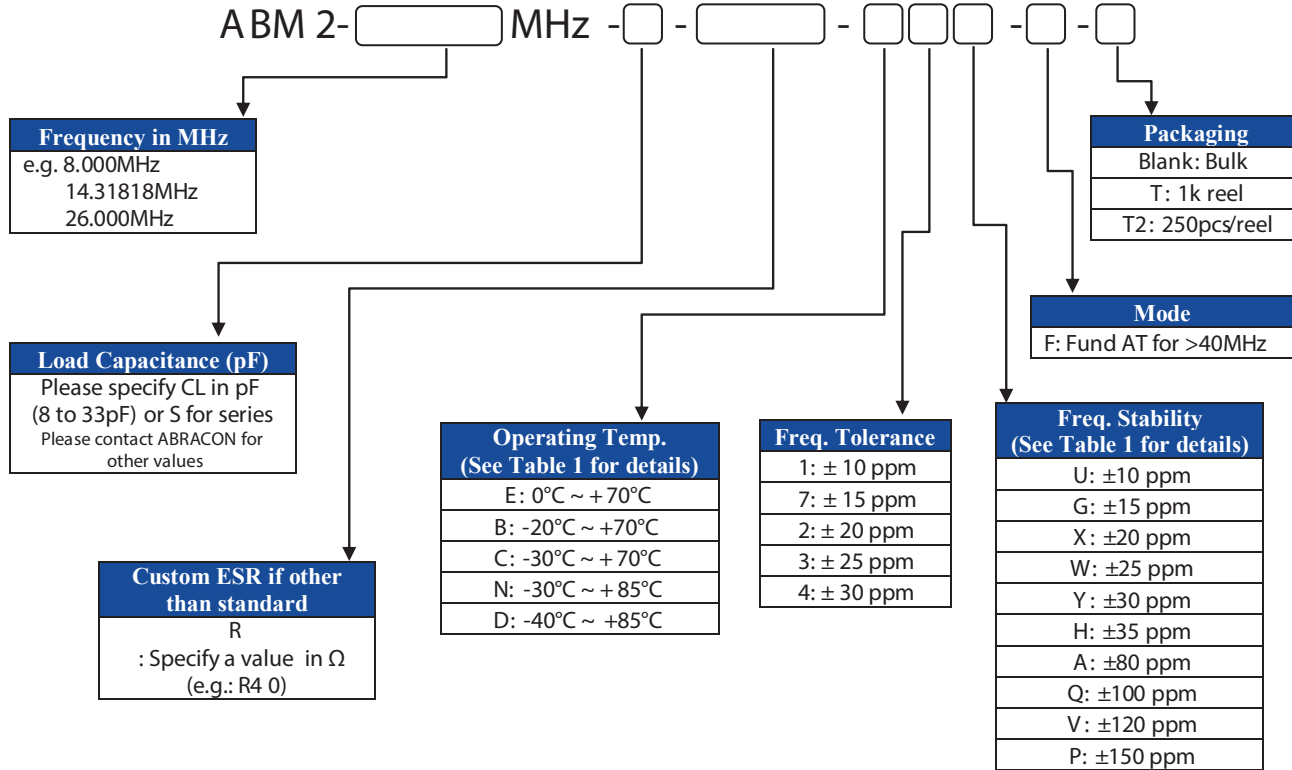 ABM 2- MHz - - - - -
Frequency in MHz
e.g. 8.000MHz
14.31818MHz
26.000MHz
Packaging
Blank: Bulk
T: 1k reel
T2: 250pcs/reel
Mode
F: Fund AT for >40MHz
Load Capacitance (pF)
Please specify CL in pF
(8 to 33pF) or S for series
Please contact ABRACON for
other values
Operating Temp.
(See Table 1 for details)
E: 0°C ~ +70°C
B: -20°C ~ +70°C
C: -30°C ~ +70°C
N: -30°C ~ +85°C
D: -40°C ~ +85°C
Freq. Tolerance
1: ± 10 ppm
7: ± 15 ppm
2: ± 20 ppm
3: ± 25 ppm
4: ± 30 ppm
Freq. Stability
(See Table 1 for details)
U: ±10 ppm
G: ±15 ppm
X: ±20 ppm
W: ±25 ppm
Y: ±30 ppm
H: ±35 ppm
A: ±80 ppm
Q: ±100 ppm
V: ±120 ppm
P: ±150 ppm
Custom ESR if other
than standard
R
: Specify a value in Ω
(e.g.: R4 0)